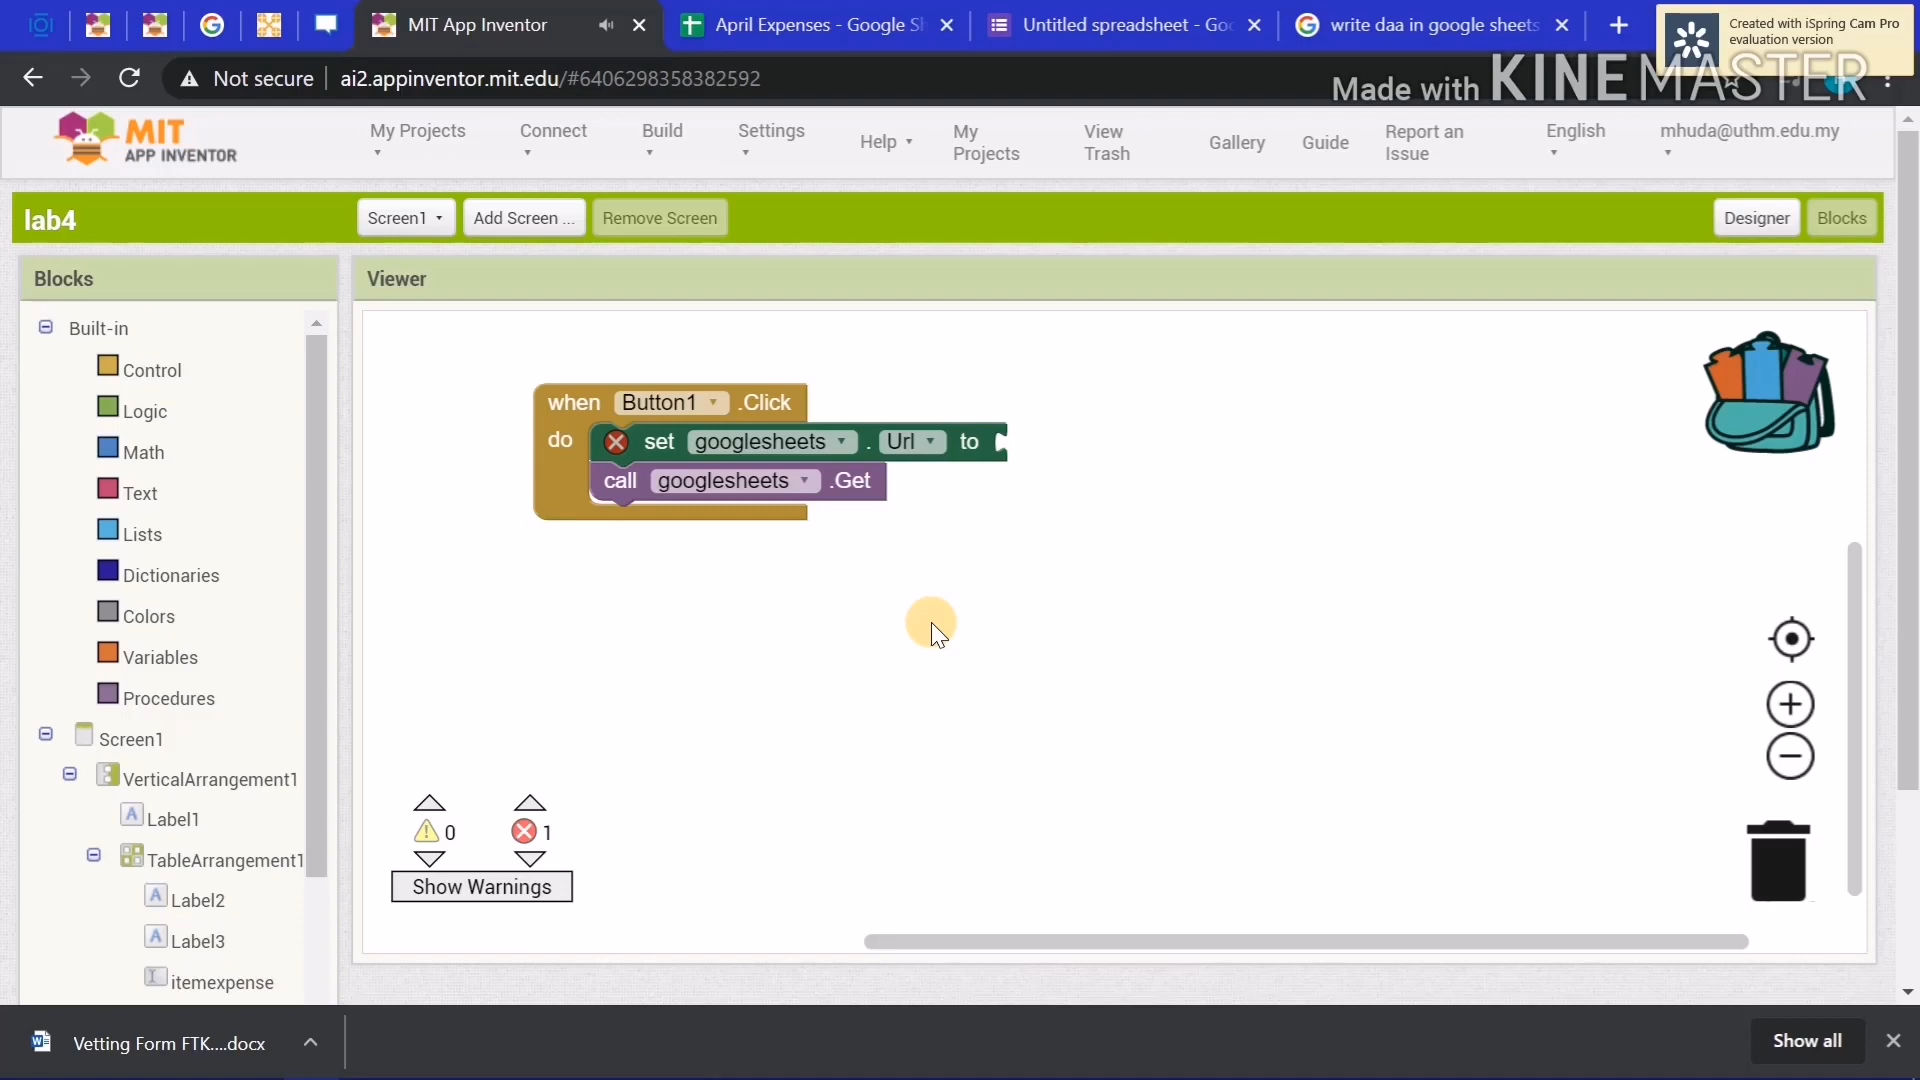 MIT App Inventor
April Expenses - Google S
Untitled spreadsheet - Go
write daa in google sheets
Created with iSpring Cam Pro
evaluation version
Not secure
ai2.appinventor.mit.edu/#6406298358382592
Made with KINEMASTER
MIT
APP INVENTOR
My Projects
Connect
Build
Settings
Help
My
Projects
View
Trash
Gallery
Guide
Report an
Issue
English
mhuda@uthm.edu.my
lab4
Screen1
Add Screen ...
Remove Screen
Designer
Blocks
Blocks
Viewer
Built-in
Control
Logic
Math
Text
Lists
Dictionaries
Colors
Variables
Procedures
Screen1
VerticalArrangement1
Label1
TableArrangement1
Label2
Label3
itemexpense
when Button1 .Click
do set googlesheets . Url to
call googlesheets .Get
0
1
Show Warnings
Vetting Form FTK....docx
Show all